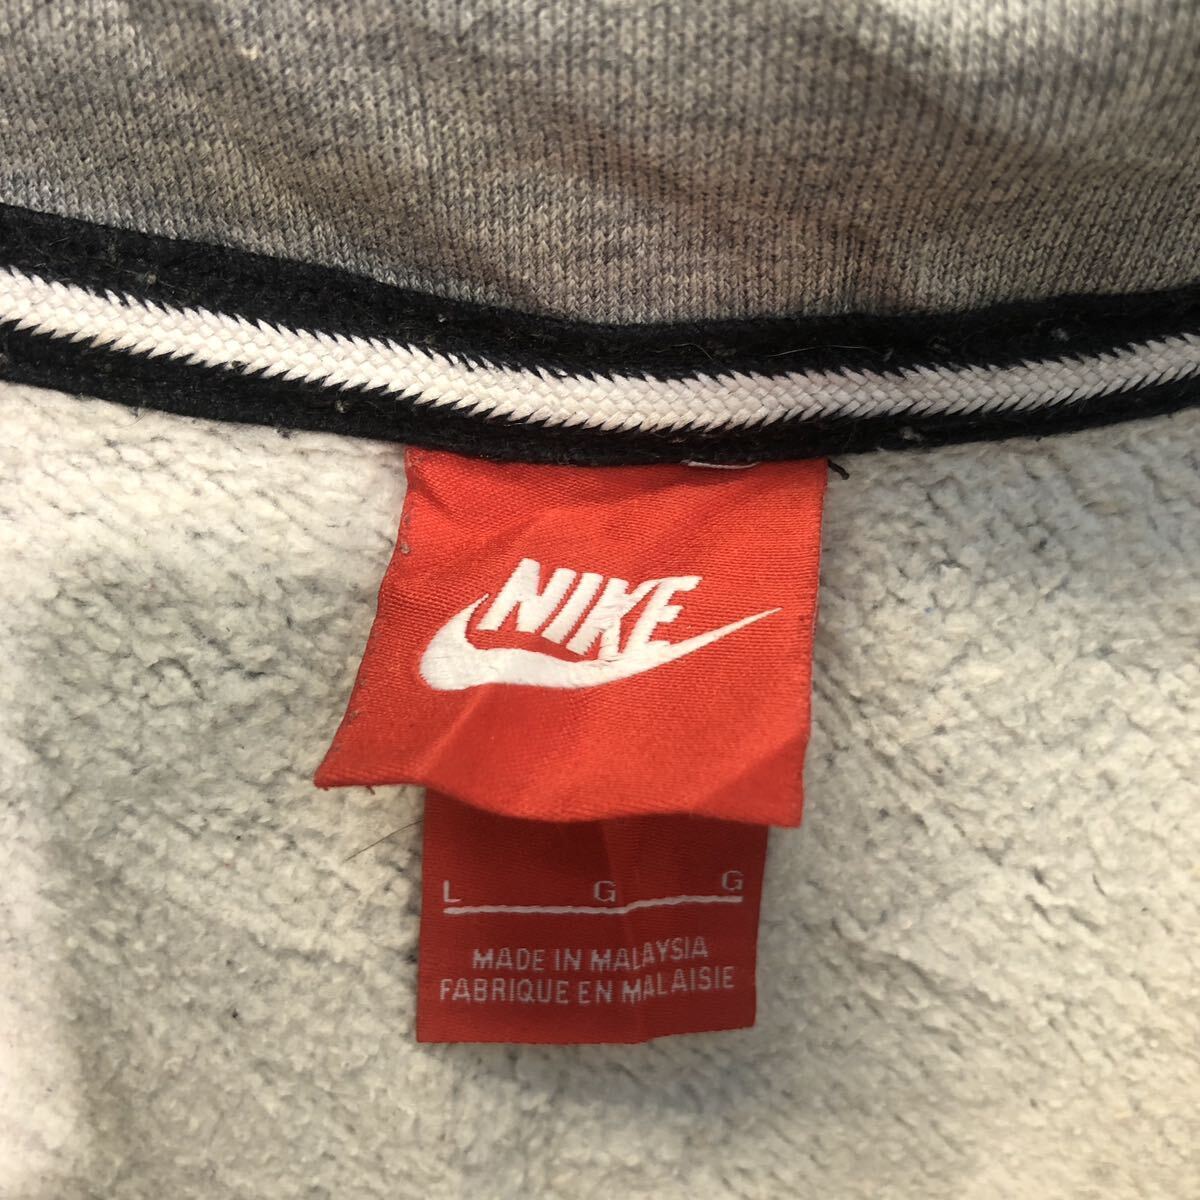 NIKE
L G G
MADE IN MALAYSIA
FABRIQUE EN MALAISIE